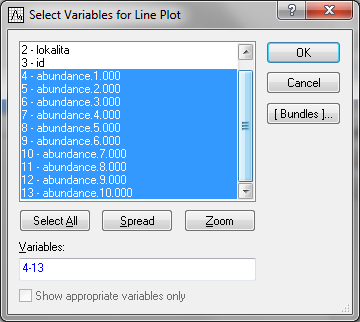 Select Variables for Line Plot
2 - lokalita
3 - id
4 - abundance.1.000
5 - abundance.2.000
6 - abundance.3.000
7 - abundance.4.000
8 - abundance.5.000
9 - abundance.6.000
10 - abundance.7.000
11 - abundance.8.000
12 - abundance.9.000
13 - abundance.10.000
OK
Cancel
[ Bundles ]...
Select All
Spread
Zoom
Variables:
4-13
Show appropriate variables only